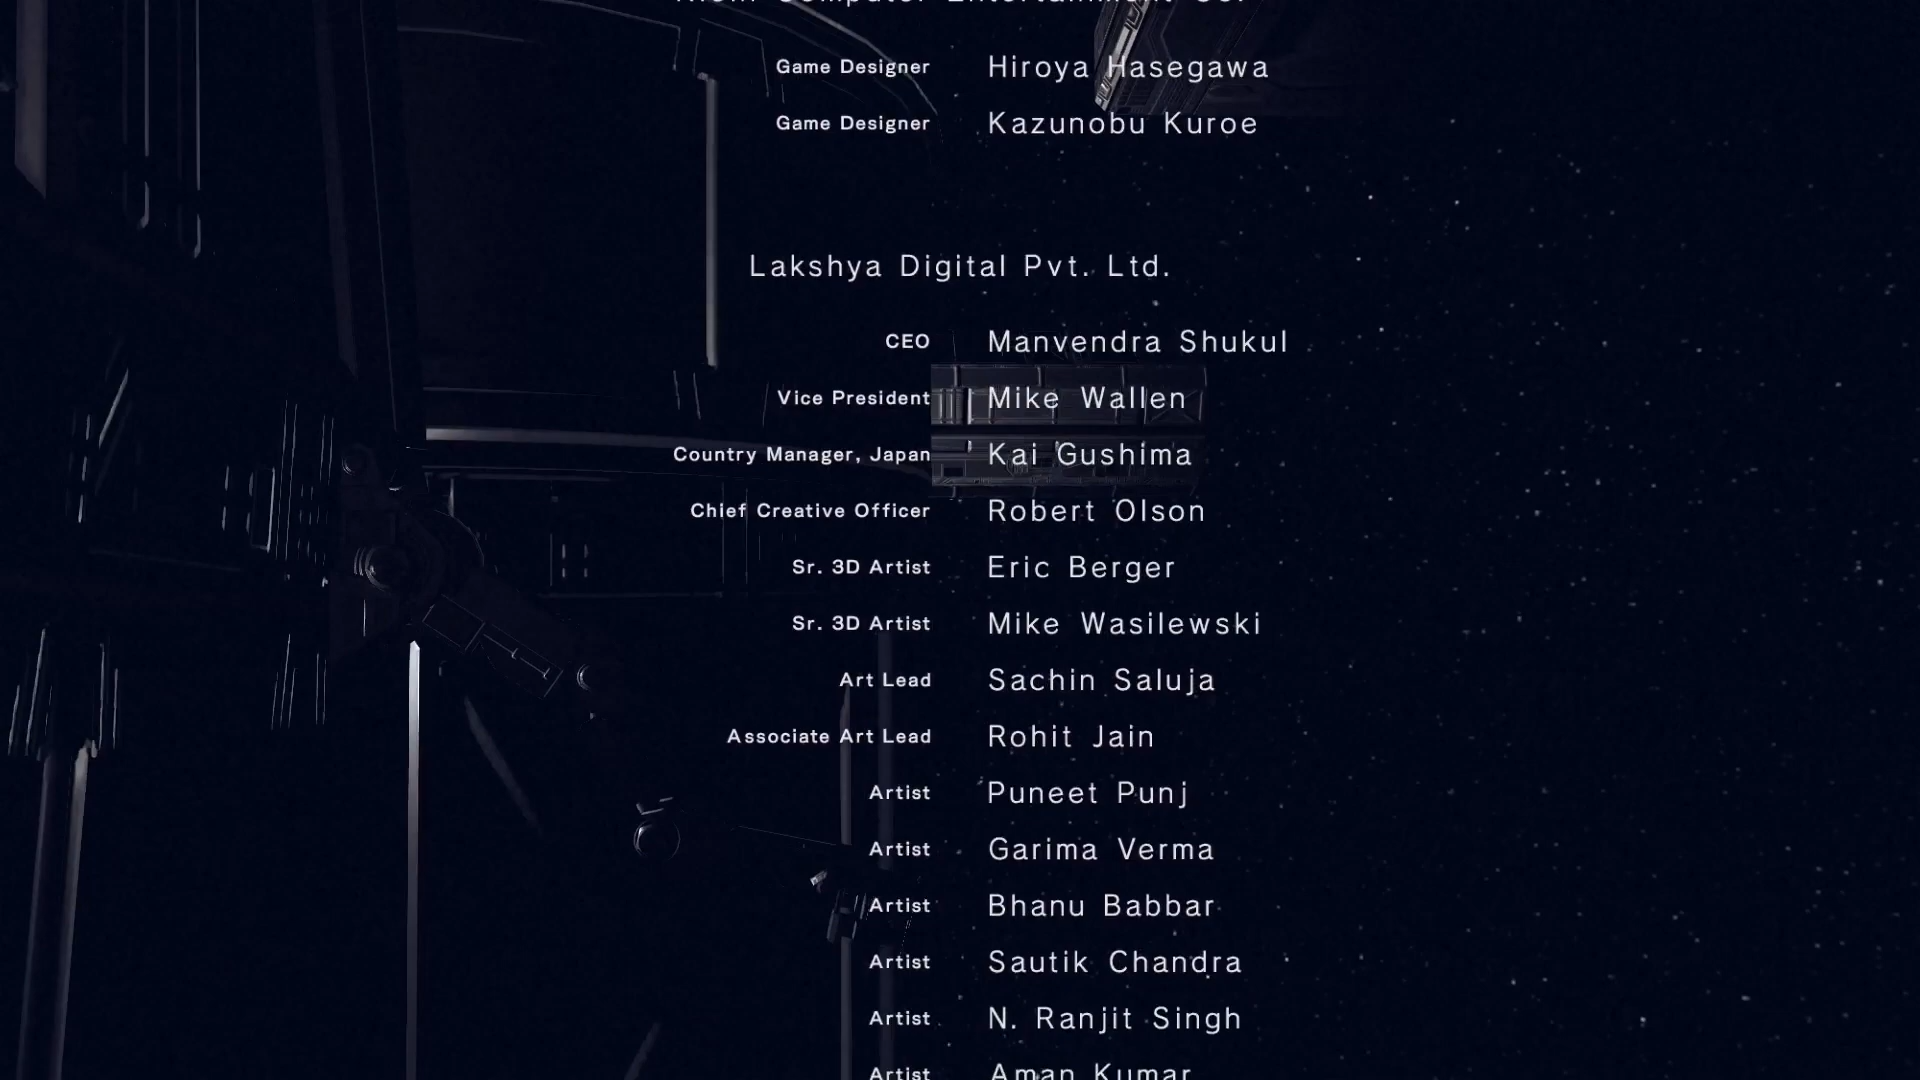 Computer Entertainment Co.
Game Designer Hiroya Hasegawa
Game Designer Kazunobu Kuroe
Lakshya Digital Pvt. Ltd.
CEO Manvendra Shukul
Vice President Mike Wallen
Country Manager, Japan Kai Gushima
Chief Creative Officer Robert Olson
Sr. 3D Artist Eric Berger
Sr. 3D Artist Mike Wasilewski
Art Lead Sachin Saluja
Associate Art Lead Rohit Jain
Artist Puneet Punj
Artist Garima Verma
Artist Bhanu Babbar
Artist Sautik Chandra
Artist N. Ranjit Singh
Artist Aman Kumar